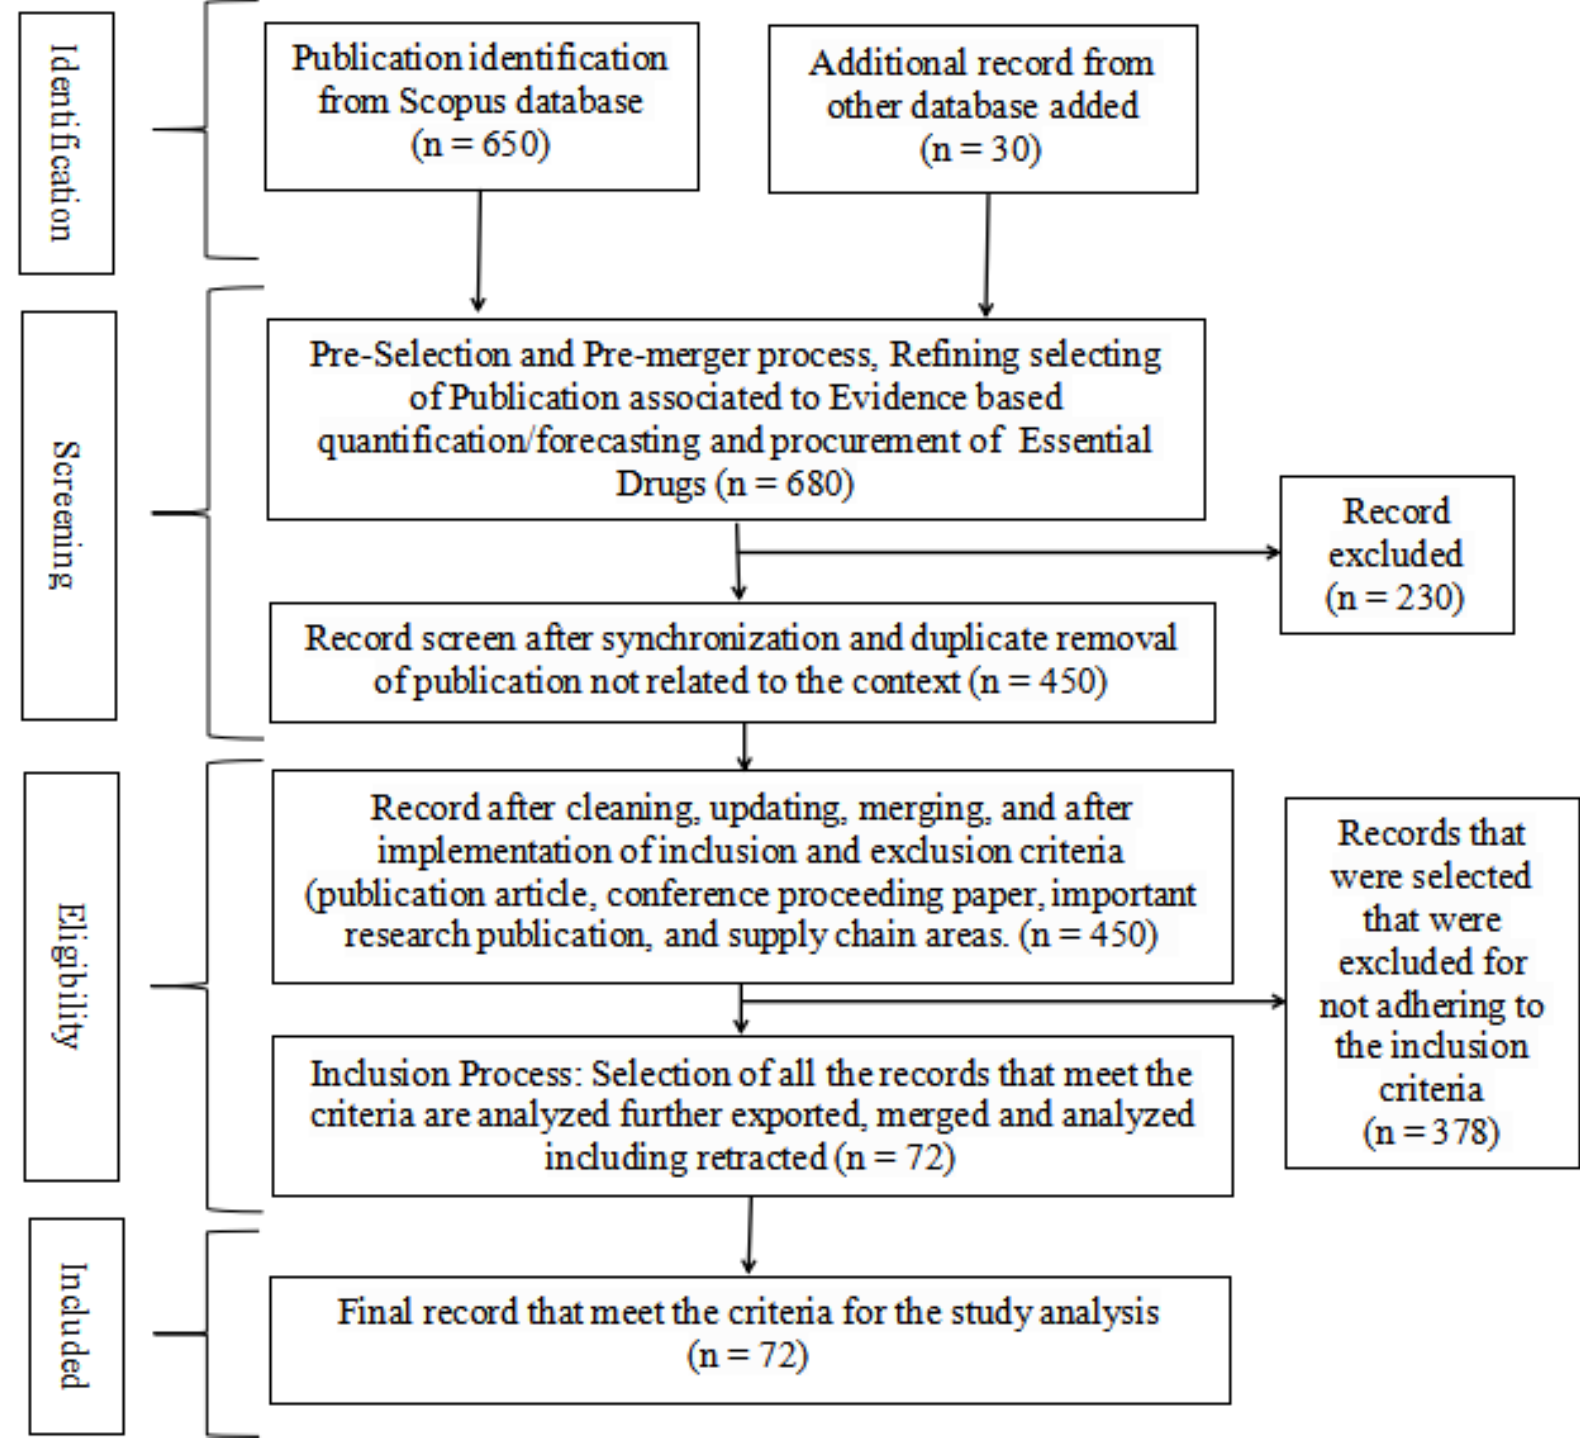 Identification
Publication identification
from Scopus database
(n = 650)
Additional record from
other database added
(n = 30)
Screening
Pre-Selection and Pre-merger process, Refining selecting
of Publication associated to Evidence based
quantification/forecasting and procurement of Essential
Drugs (n = 680)
Record
excluded
(n = 230)
Record screen after synchronization and duplicate removal
of publication not related to the context (n = 450)
Eligibility
Record after cleaning, updating, merging, and after
implementation of inclusion and exclusion criteria
(publication article, conference proceeding paper, important
research publication, and supply chain areas. (n = 450)
Records that
were selected
that were
excluded for
not adhering to
the inclusion
criteria
(n = 378)
Inclusion Process: Selection of all the records that meet the
criteria are analyzed further exported, merged and analyzed
including retracted (n = 72)
Included
Final record that meet the criteria for the study analysis
(n = 72)